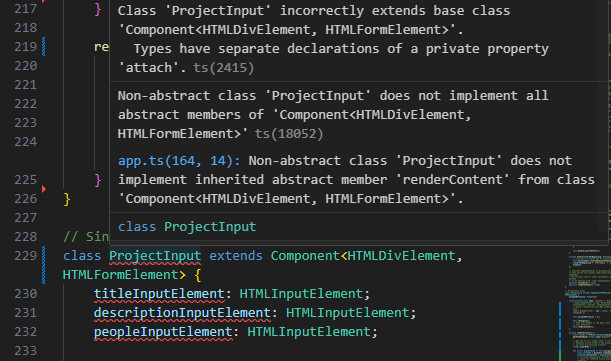 217 }
Class 'ProjectInput' incorrectly extends base class
218
'Component<HTMLDivElement, HTMLFormElement>'.
219 re
Types have separate declarations of a private property
220
'attach'. ts(2415)
221
222
Non-abstract class 'ProjectInput' does not implement all
223
abstract members of 'Component<HTMLDivElement,
224
HTMLFormElement>' ts(18052)
app.ts(164, 14): Non-abstract class 'ProjectInput' does not
225 }
implement inherited abstract member 'renderContent' from class
226 }
'Component<HTMLDivElement, HTMLFormElement>'.
227
class ProjectInput
228 // Sin
229 class ProjectInput extends Component<HTMLDivElement,
HTMLFormElement> {
230 titleInputElement: HTMLInputElement;
231 descriptionInputElement: HTMLInputElement;
232 peopleInputElement: HTMLInputElement;
233